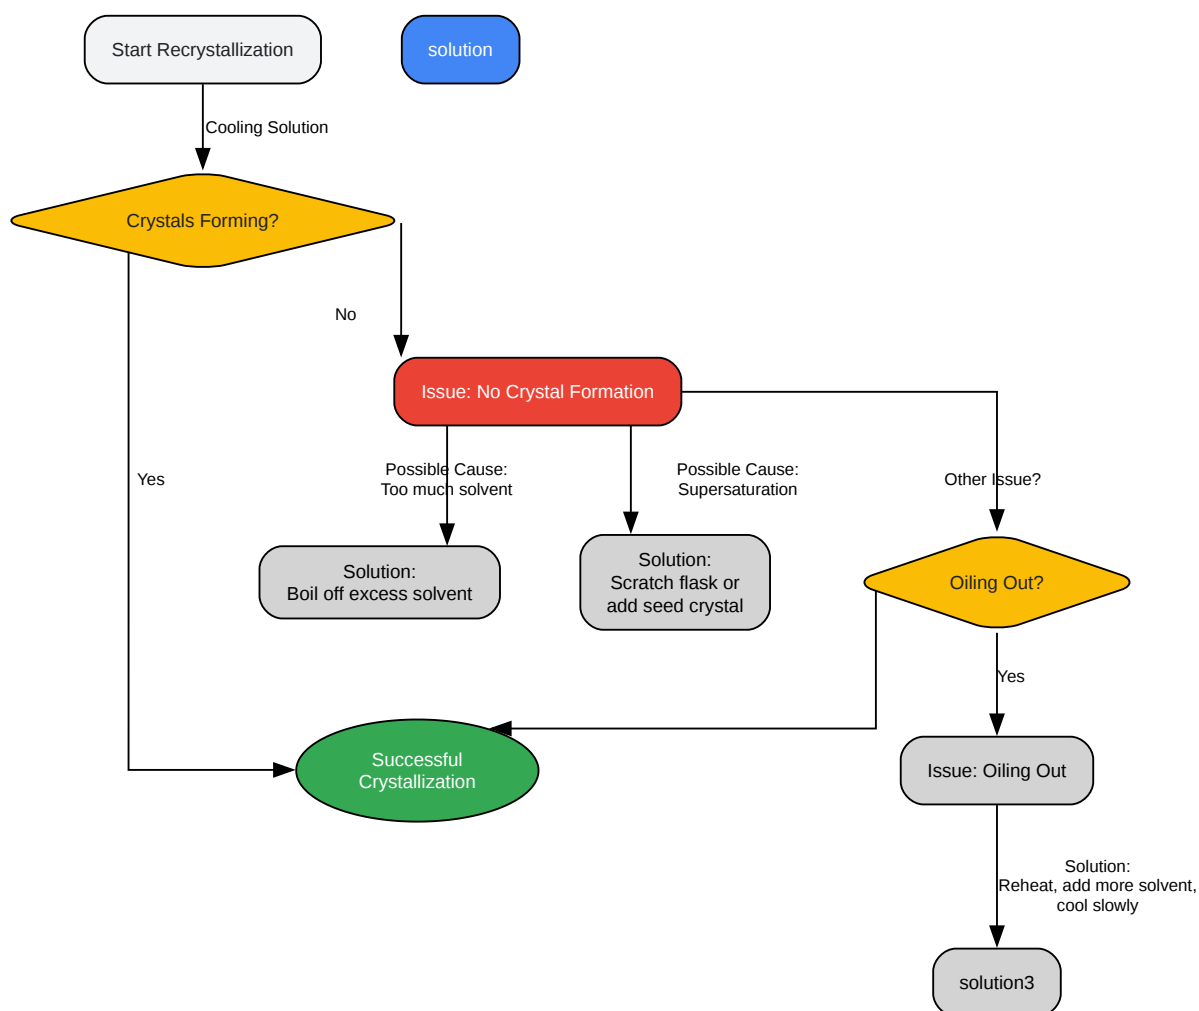 Start Recrystallization
solution
Cooling Solution
Crystals Forming?
No
Issue: No Crystal Formation
Yes
Possible Cause:
Too much solvent
Possible Cause:
Supersaturation
Other Issue?
Solution:
Boil off excess solvent
Solution:
Scratch flask or
add seed crystal
Oiling Out?
Yes
Successful
Crystallization
Issue: Oiling Out
Solution:
Reheat, add more solvent,
cool slowly
solution3